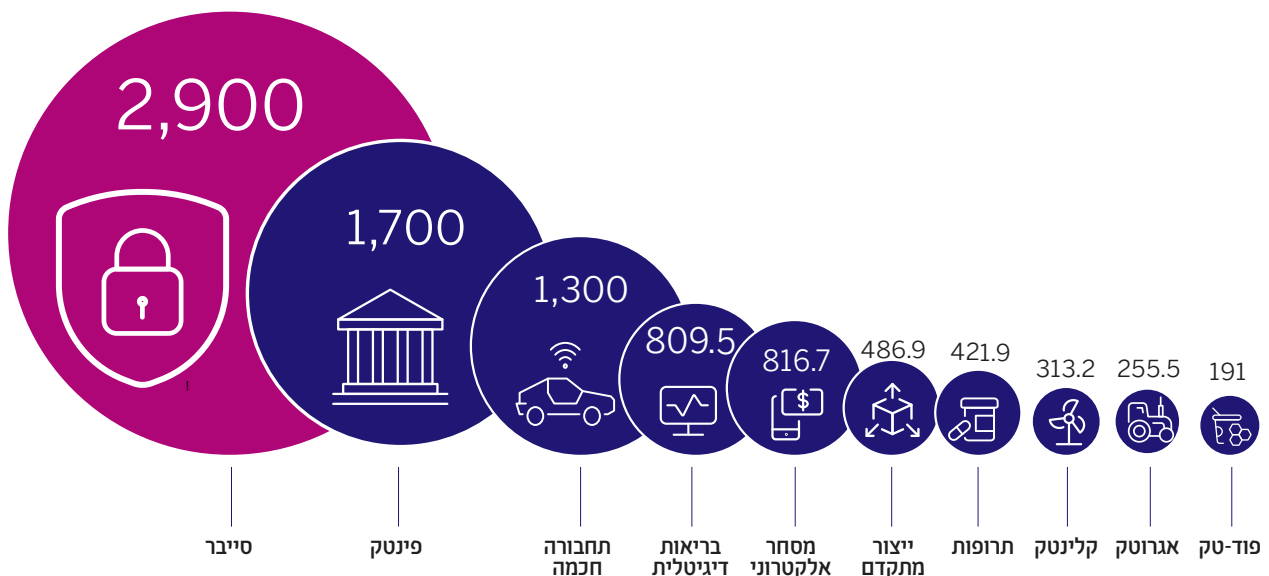 2,900
1,700
1,300
809.5
816.7
486.9
421.9
313.2
255.5
191
$
סייבר
פינטק
תחבורה
חכמה
בריאות
דיגיטלית
מסחר
אלקטרוני
ייצור
מתקדם
תרופות
קלינטק
אגרוטק
פוד-טק